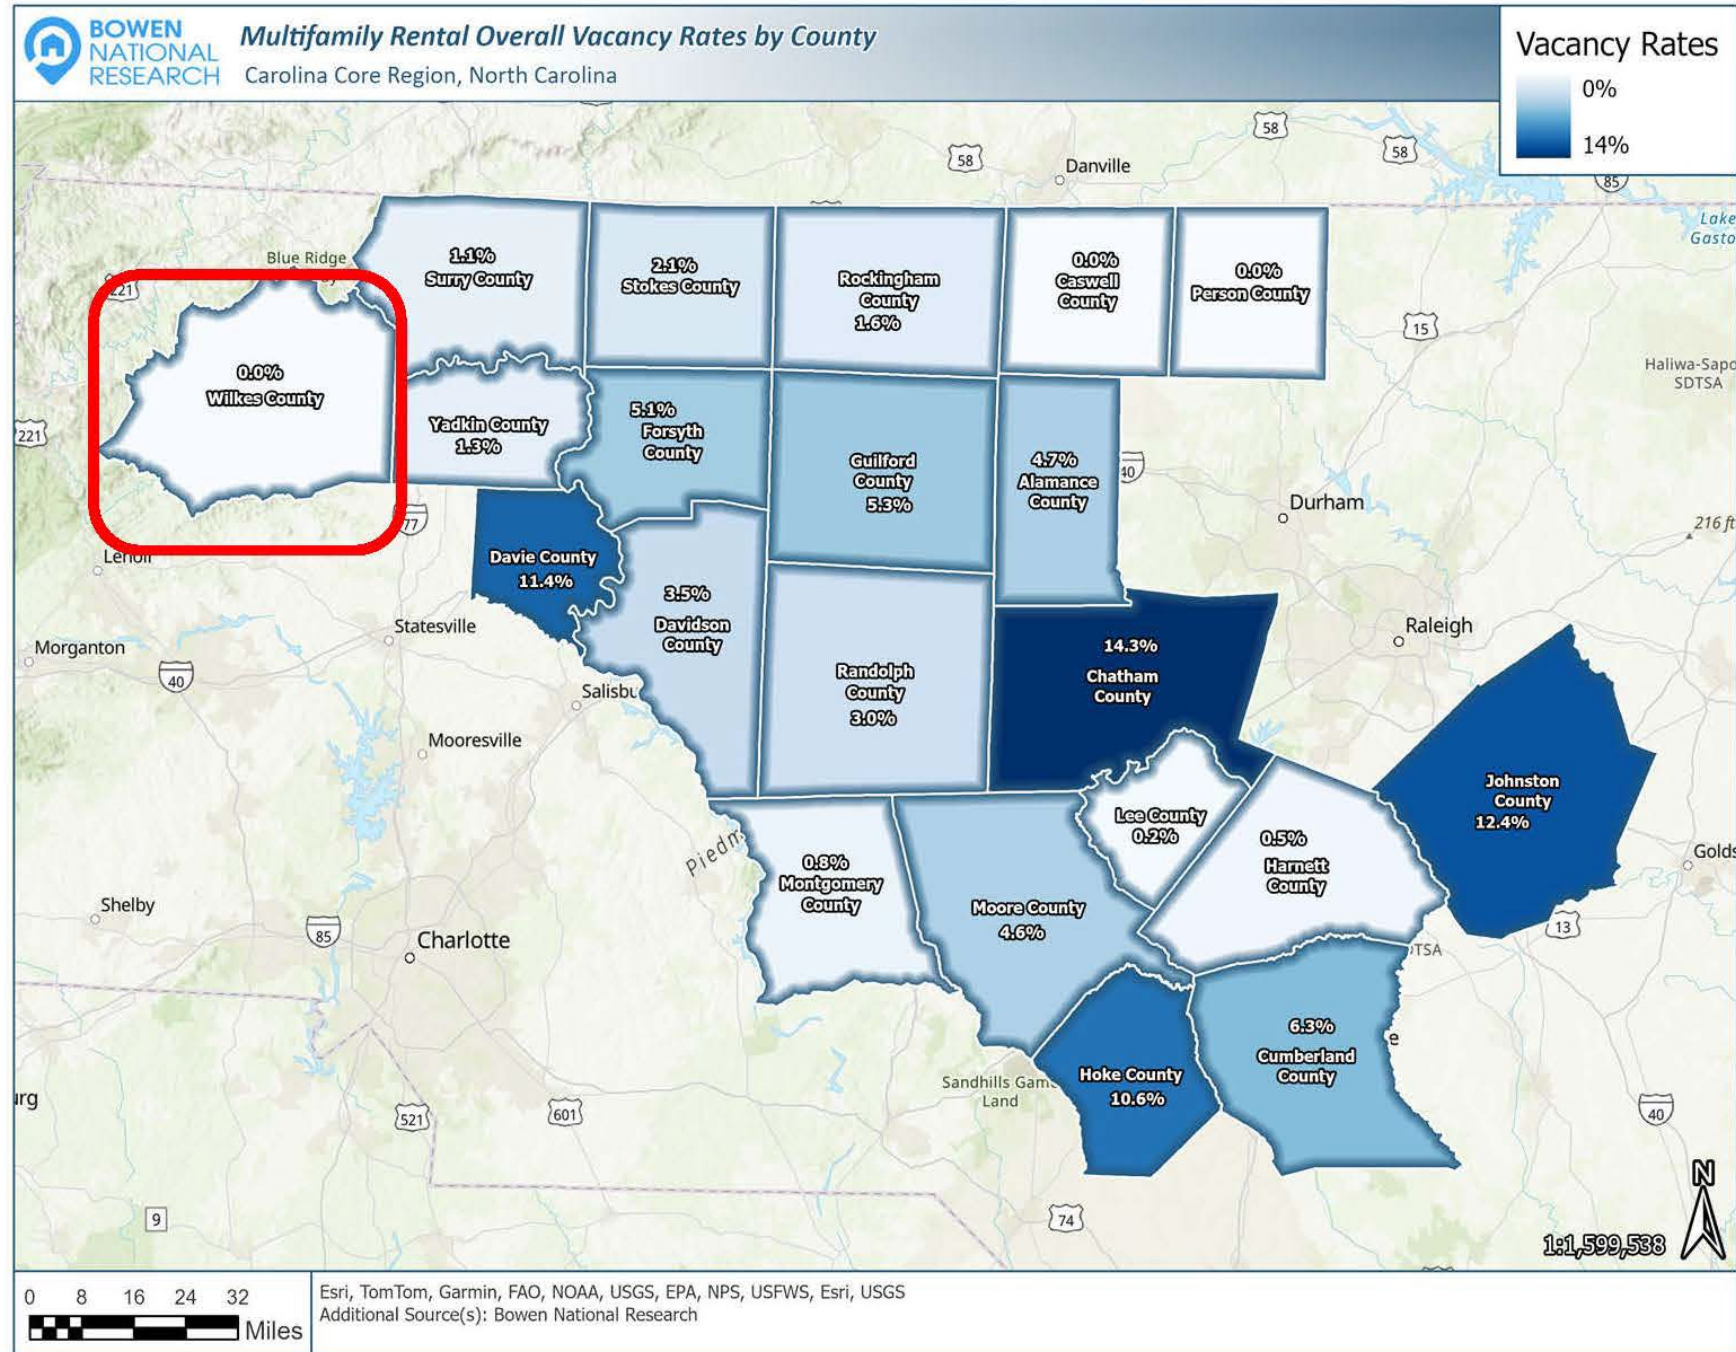 BOWEN
NATIONAL
RESEARCH
Multifamily Rental Overall Vacancy Rates by County
Carolina Core Region, North Carolina
Vacancy Rates
0%
14%
58
58
Danville
85
Lake
Gasto
Blue Ridge
221
1.1%
Surry County
2.1%
Stokes County
Rockingham
County
1.6%
0.0%
Caswell
County
0.0%
Person County
15
Haliwa-Sapo
SDTSA
0.0%
Wilkes County
221
Yadkin County
1.3%
5.1%
Forsyth
County
Guilford
County
5.3%
4.7%
Alamance
County
40
Durham
216 ft
77
Lenoir
Davie County
11.4%
3.5%
Davidson
County
Statesville
Morganton
40
Raleigh
14.3%
Chatham
County
Randolph
County
3.0%
Salisbu
Mooresville
Johnston
County
12.4%
Lee County
0.2%
0.5%
Harnett
County
Piedm
0.8%
Montgomery
County
Golds
Shelby
85
Charlotte
Moore County
4.6%
13
DTSA
6.3%
Cumberland
County
e
Hoke County
10.6%
Sandhills Game
Land
urg
521
601
40
9
74
N
1:1,599,538
0 8 16 24 32
Miles
Esri, TomTom, Garmin, FAO, NOAA, USGS, EPA, NPS, USFWS, Esri, USGS
Additional Source(s): Bowen National Research